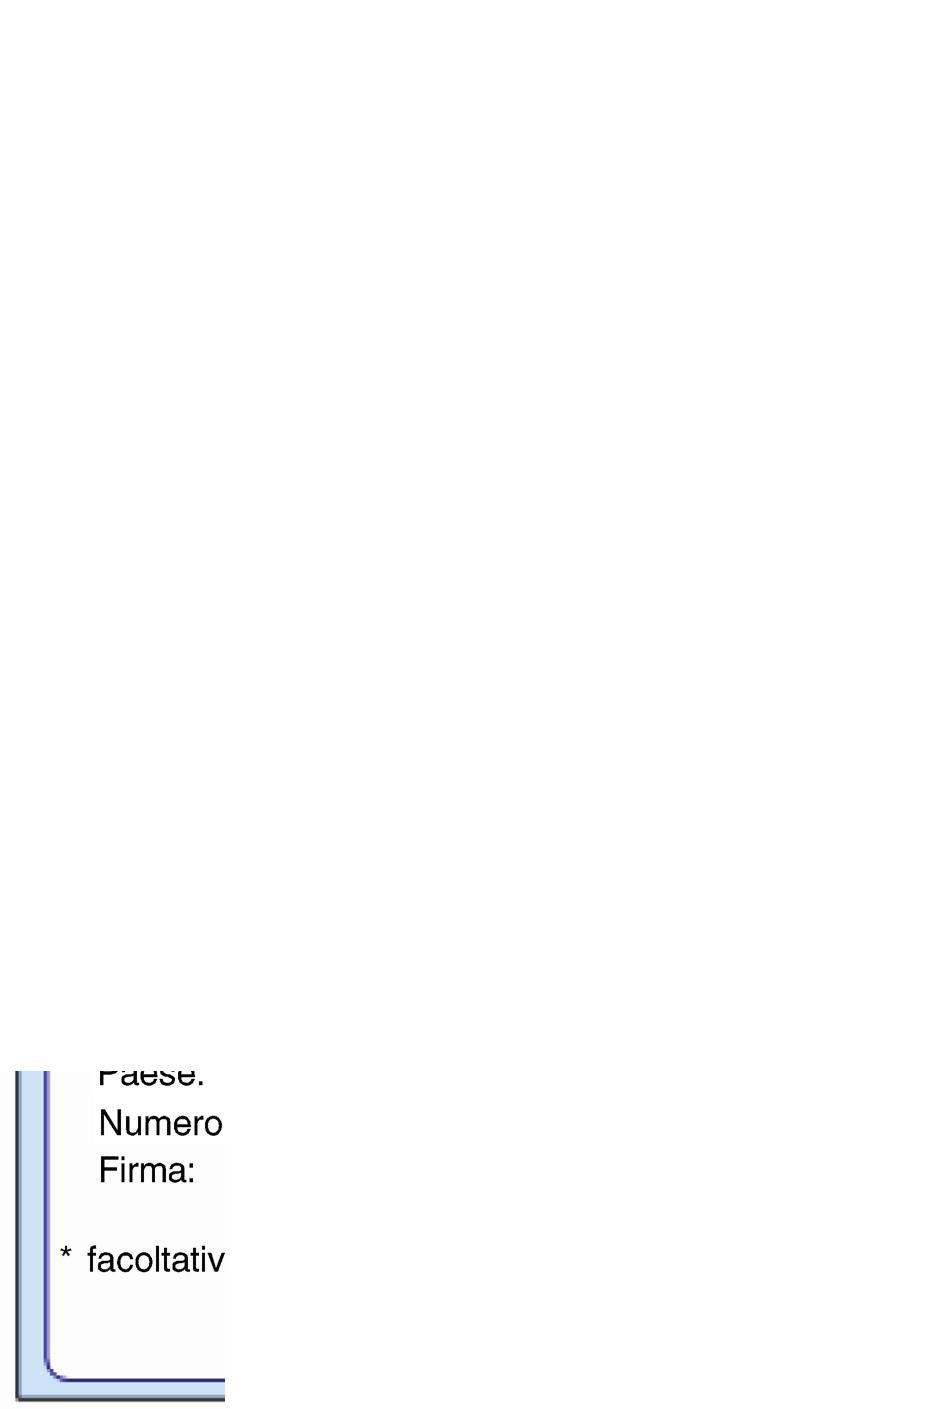 Paese:
Numero
Firma:
* facoltativ